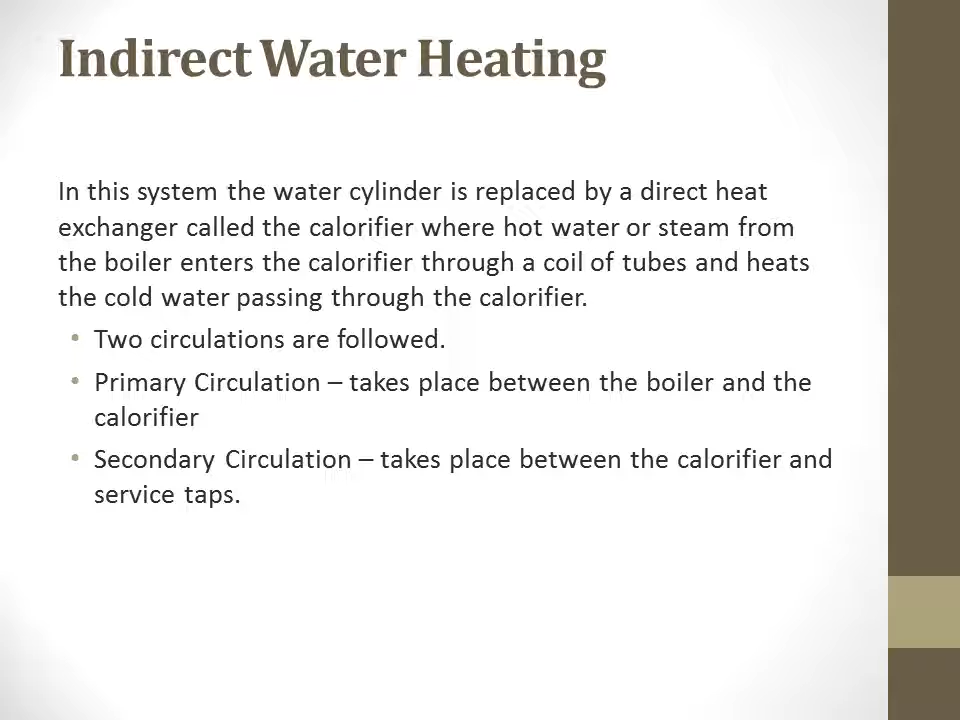 Indirect Water Heating
In this system the water cylinder is replaced by a direct heat
exchanger called the calorifier where hot water or steam from
the boiler enters the calorifier through a coil of tubes and heats
the cold water passing through the calorifier.
• Two circulations are followed.
• Primary Circulation – takes place between the boiler and the
calorifier
• Secondary Circulation – takes place between the calorifier and
service taps.